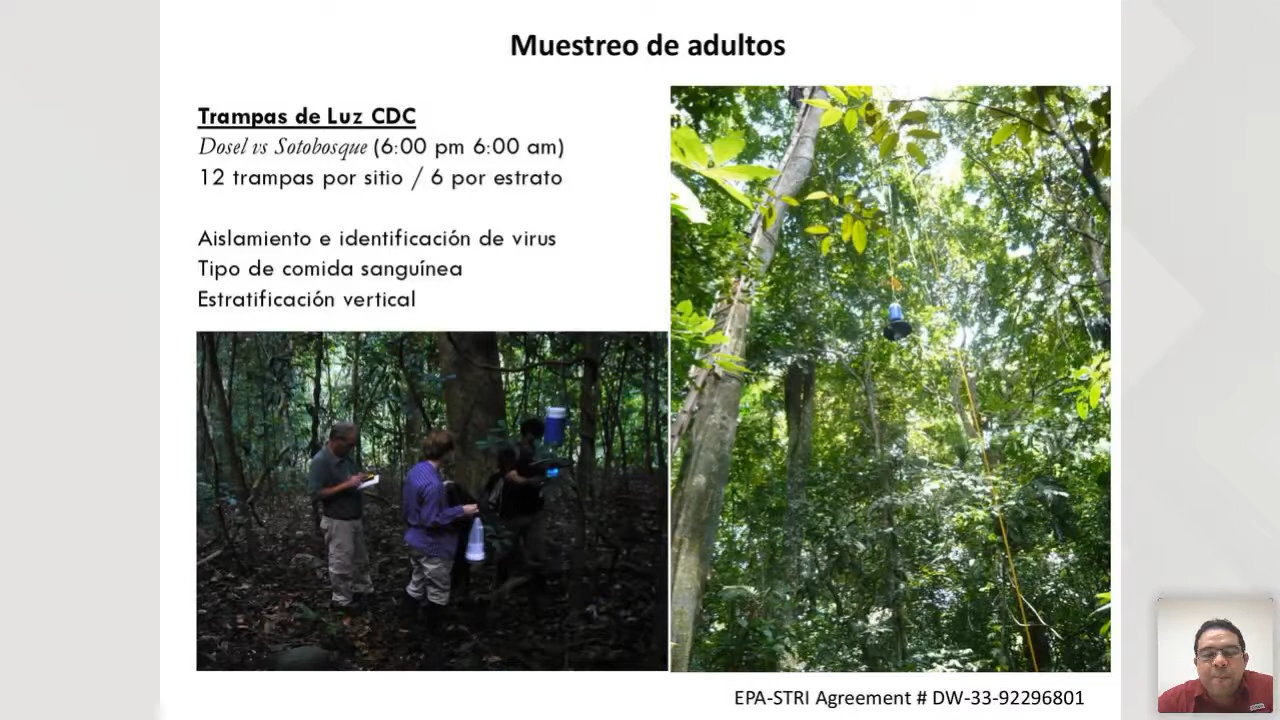 Muestreo de adultos
Trampas de Luz CDC
Dosel vs Sotobosque (6:00 pm 6:00 am)
12 trampas por sitio / 6 por estrato
Aislamiento e identificación de virus
Tipo de comida sanguínea
Estratificación vertical
EPA-STRI Agreement # DW-33-92296801